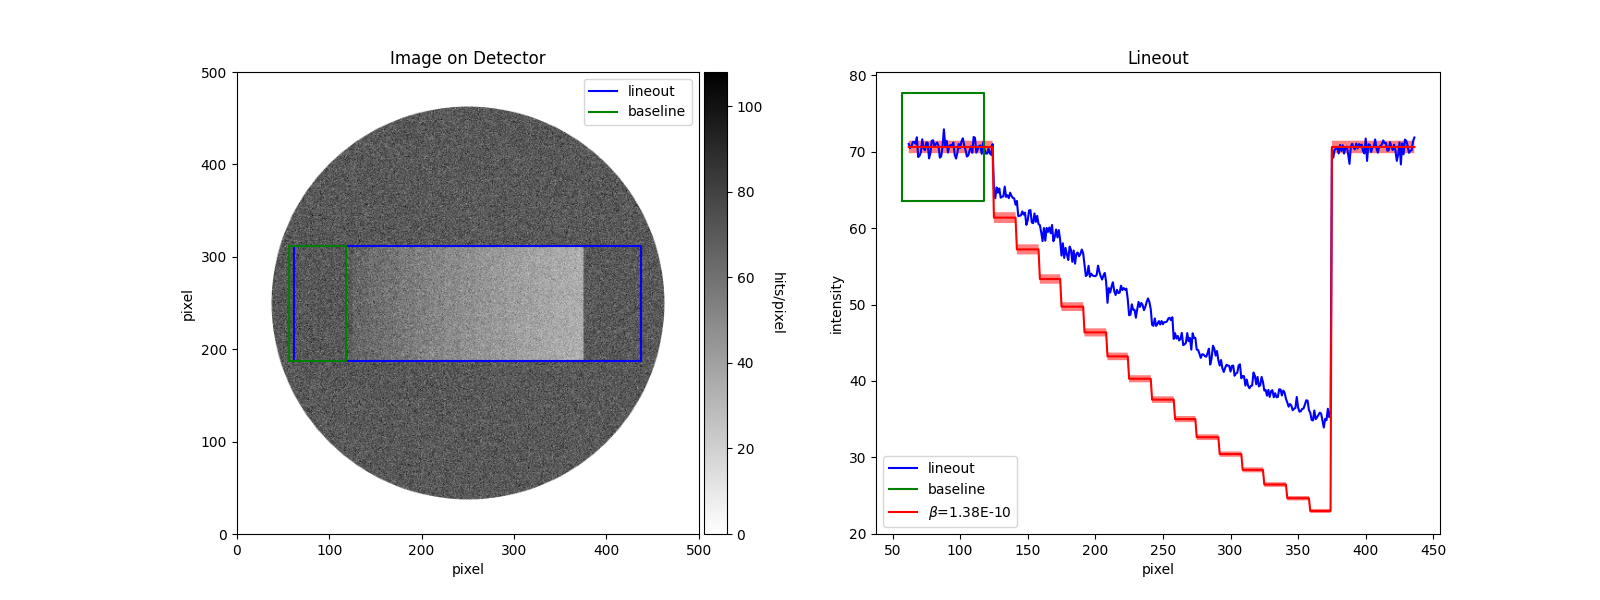 Image on Detector
500
400
300
200
100
0
pixel
0 100 200 300 400 500
pixel
lineout
baseline
100
80
60
40
20
0
hits/pixel
Lineout
80
70
60
50
40
30
20
intensity
50 100 150 200 250 300 350 400 450
pixel
lineout
baseline
β=1.38E-10